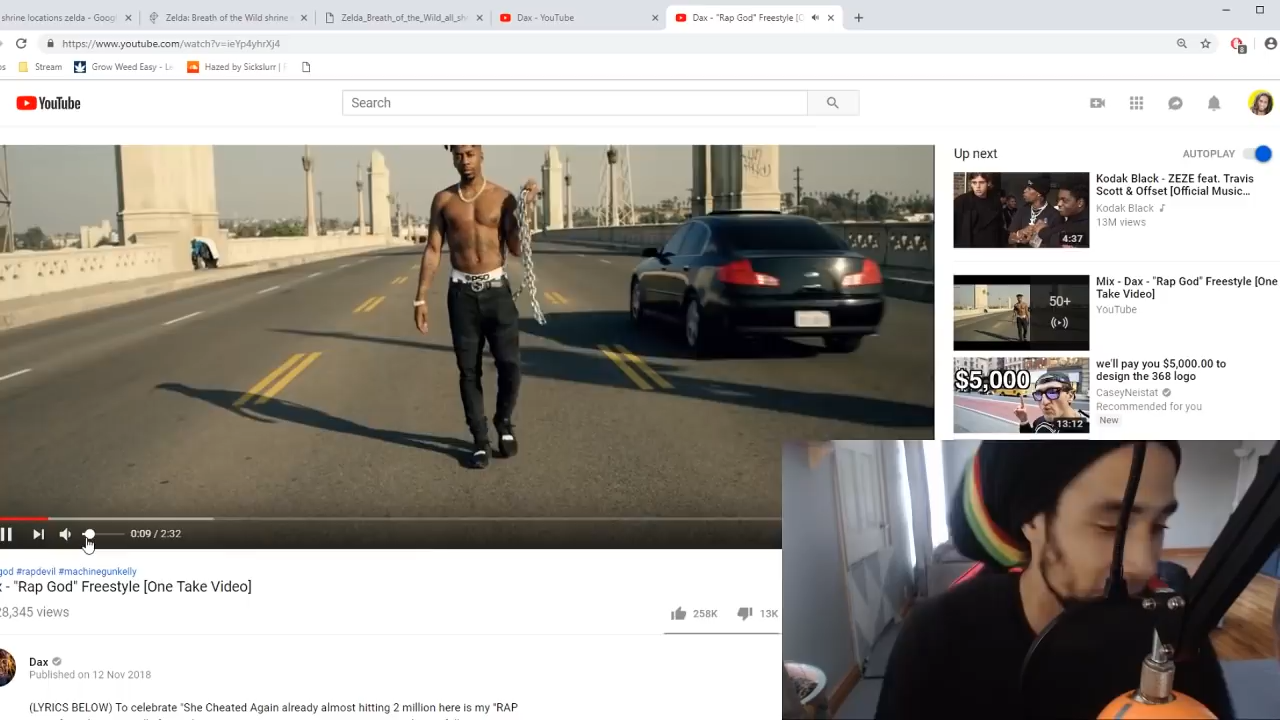 shrine locations zelda - Goog
Zelda: Breath of the Wild shrine
Zelda_Breath_of_the_Wild_all_sh
Dax - YouTube
Dax - "Rap God" Freestyle [O
https://www.youtube.com/watch?v=ieYp4yhrXj4
Stream
Grow Weed Easy - L
Hazed by Sickslurr | F
YouTube
Search
Up next
AUTOPLAY
Kodak Black - ZEZE feat. Travis
Scott & Offset [Official Music...
Kodak Black
13M views
4:37
Mix - Dax - "Rap God" Freestyle [One
Take Video]
YouTube
50+
we'll pay you $5,000.00 to
design the 368 logo
CaseyNeistat
Recommended for you
New
$5,000
13:12
0:09 / 2:32
god #rapdevil #machinegunkelly
x - "Rap God" Freestyle [One Take Video]
28,345 views
258K
13K
Dax
Published on 12 Nov 2018
(LYRICS BELOW) To celebrate "She Cheated Again already almost hitting 2 million here is my "RAP